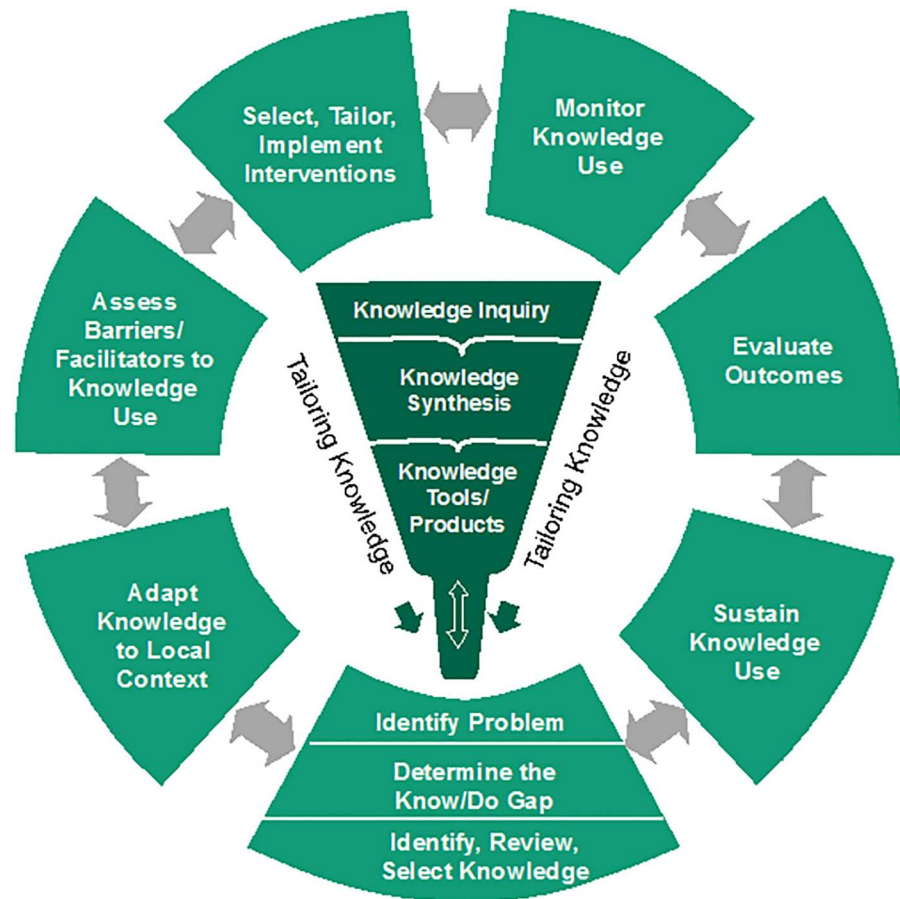 Select, Tailor,
Implement
Interventions
Monitor
Knowledge
Use
Assess
Barriers/
Facilitators to
Knowledge
Use
Evaluate
Outcomes
Knowledge Inquiry
Knowledge
Synthesis
Knowledge
Tools/
Products
Tailoring Knowledge
Tailoring Knowledge
Adapt
Knowledge
to Local
Context
Sustain
Knowledge
Use
Identify Problem
Determine the
Know/Do Gap
Identify, Review,
Select Knowledge